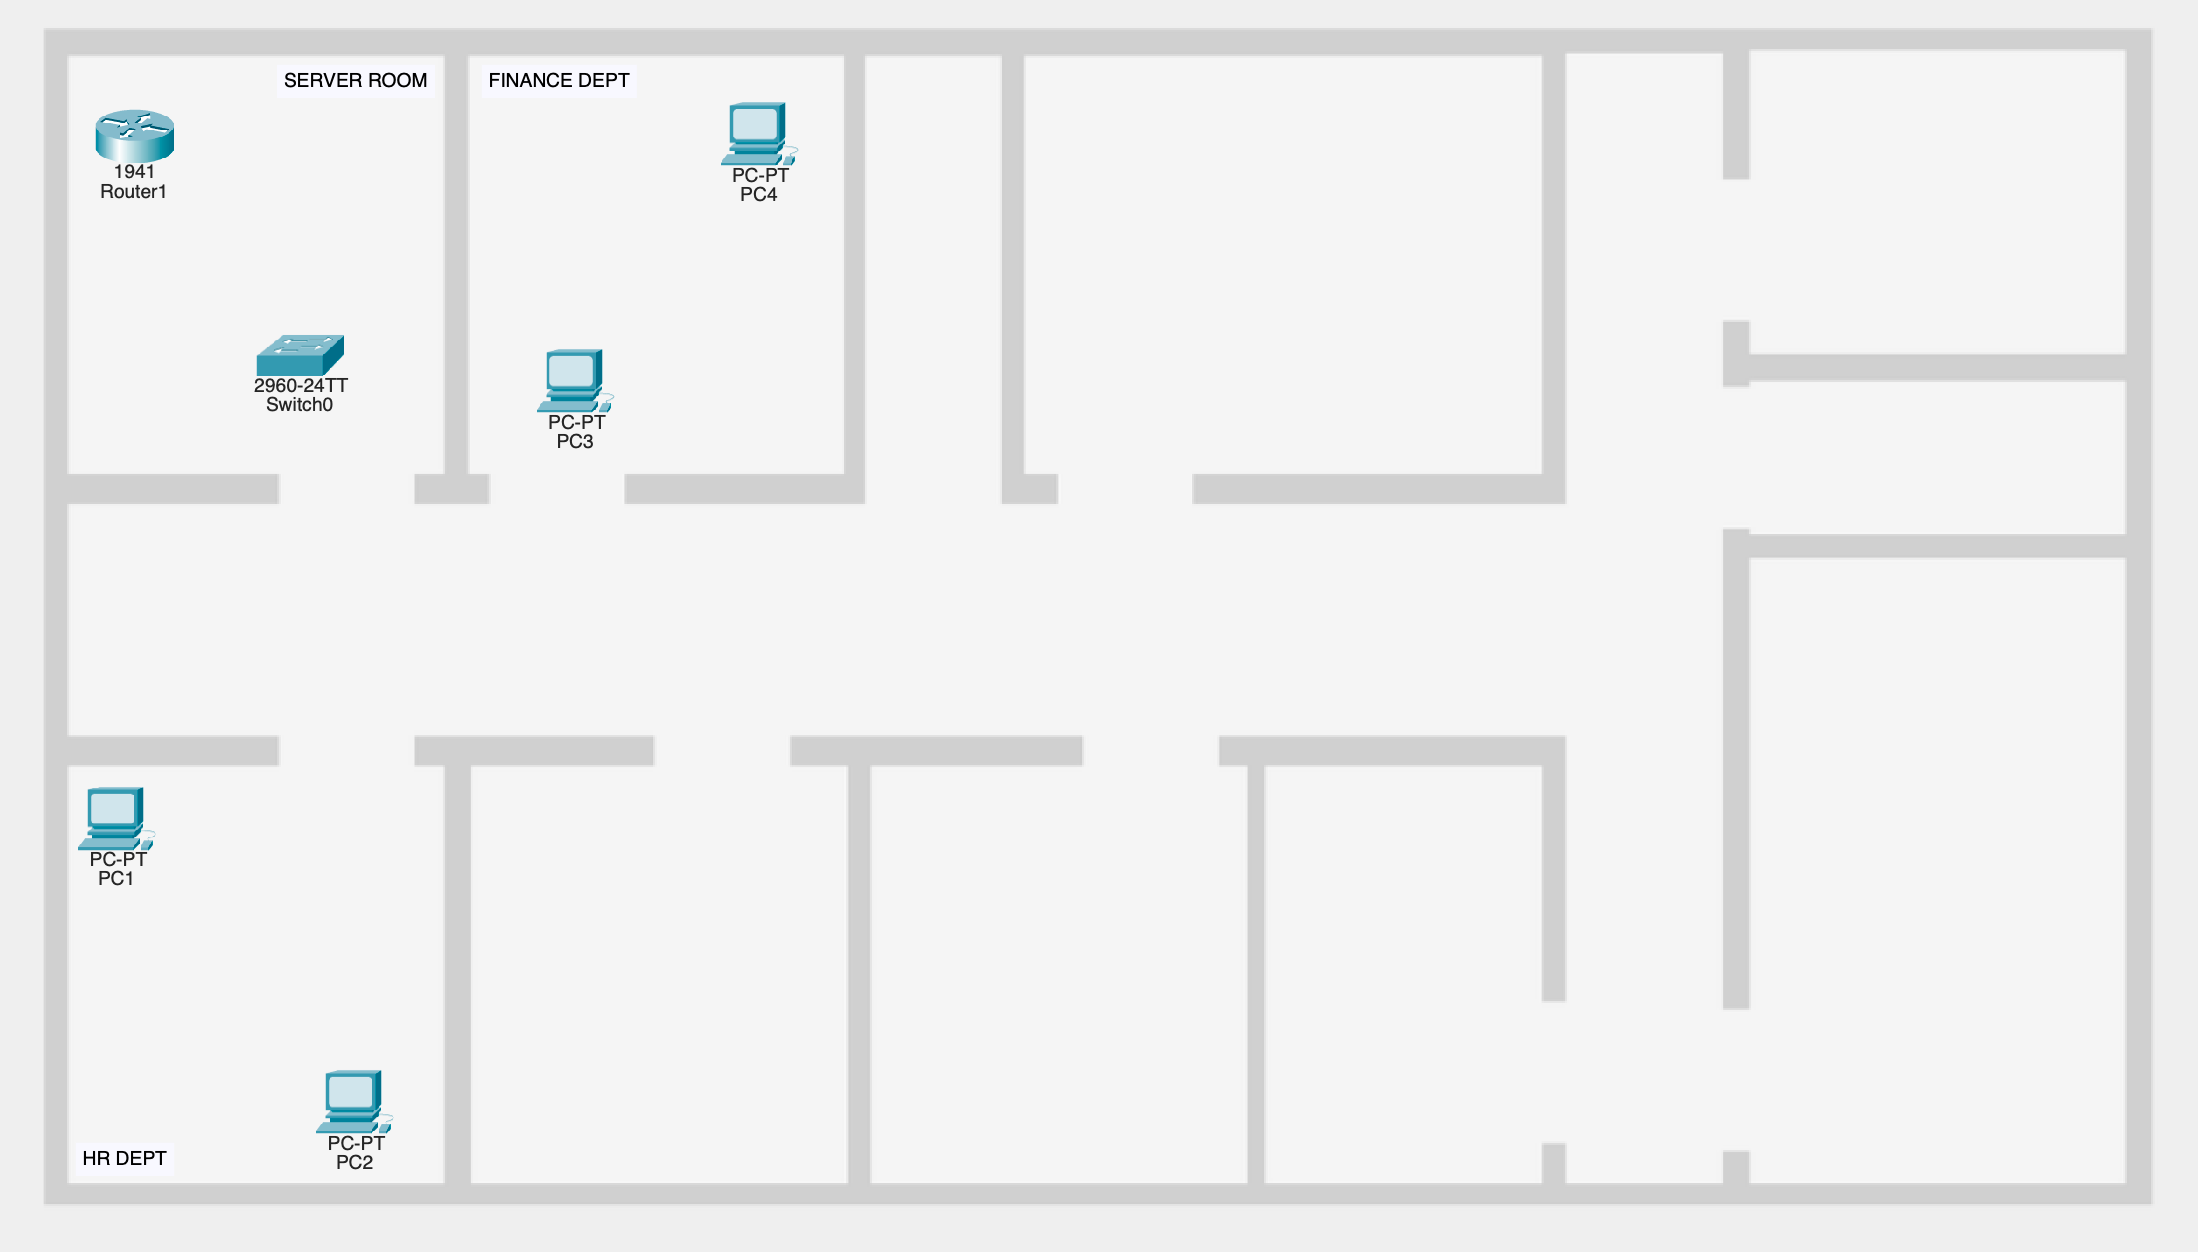 SERVER ROOM
FINANCE DEPT
1941
Router1
PC-PT
PC4
2960-24TT
Switch0
PC-PT
PC3
PC-PT
PC1
PC-PT
PC2
HR DEPT